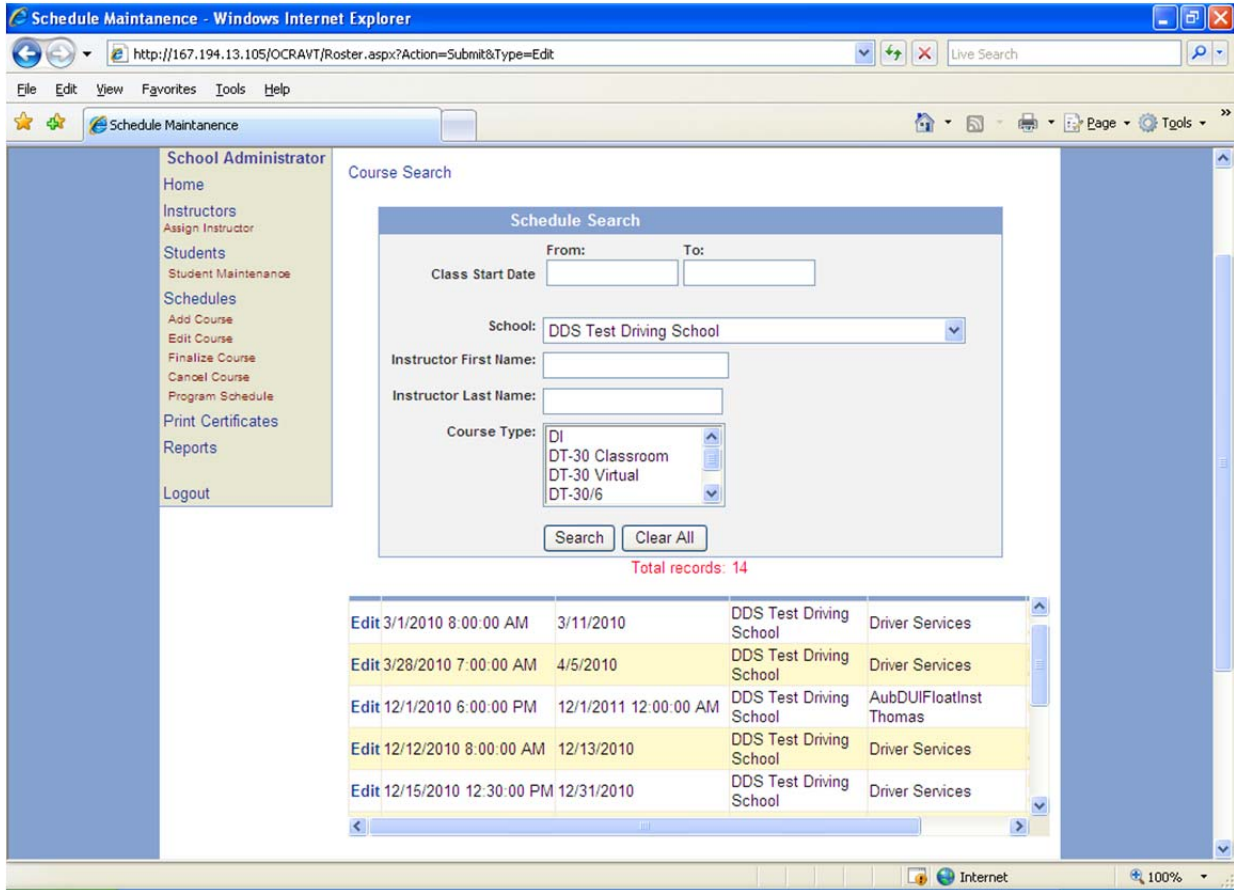 Schedule Maintanence - Windows Internet Explorer
http://167.194.13.105/OCRAVT/Roster.aspx?Action=Submit&Type=Edit
Live Search
File Edit View Favorites Tools Help
Schedule Maintanence
Page
Tools
School Administrator
Home
Instructors
Assign Instructor
Students
Student Maintenance
Schedules
Add Course
Edit Course
Finalize Course
Cancel Course
Program Schedule
Print Certificates
Reports
Logout
Course Search
Schedule Search
From: To:
Class Start Date
School: DDS Test Driving School
Instructor First Name:
Instructor Last Name:
Course Type: DI
DT-30 Classroom
DT-30 Virtual
DT-30/6
Search Clear All
Total records: 14
Edit 3/1/2010 8:00:00 AM 3/11/2010 DDS Test Driving School Driver Services
Edit 3/28/2010 7:00:00 AM 4/5/2010 DDS Test Driving School Driver Services
Edit 12/1/2010 6:00:00 PM 12/1/2011 12:00:00 AM DDS Test Driving School AubDUIFloatInst Thomas
Edit 12/12/2010 8:00:00 AM 12/13/2010 DDS Test Driving School Driver Services
Edit 12/15/2010 12:30:00 PM 12/31/2010 DDS Test Driving School Driver Services
Internet 100%